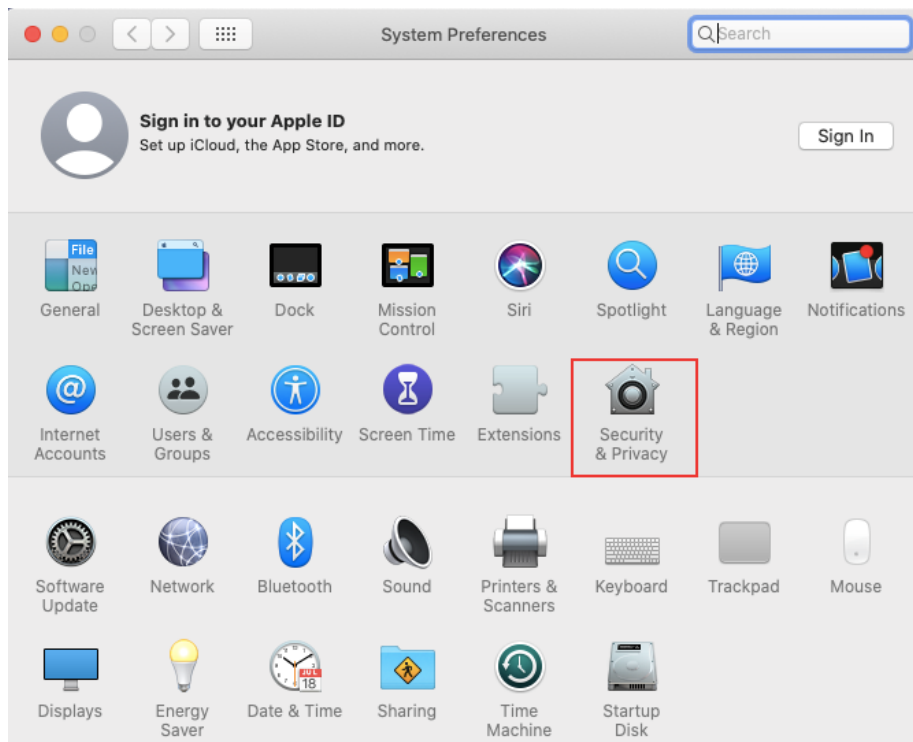 System Preferences
Search
Sign in to your Apple ID
Set up iCloud, the App Store, and more.
Sign In
File
New
Ope
General
Desktop &
Screen Saver
Dock
Mission
Control
Siri
Spotlight
Language
& Region
Notifications
Internet
Accounts
Users &
Groups
Accessibility
Screen Time
Extensions
Security
& Privacy
Software
Update
Network
Bluetooth
Sound
Printers &
Scanners
Keyboard
Trackpad
Mouse
Displays
Energy
Saver
JUL
18
Date & Time
Sharing
Time
Machine
Startup
Disk